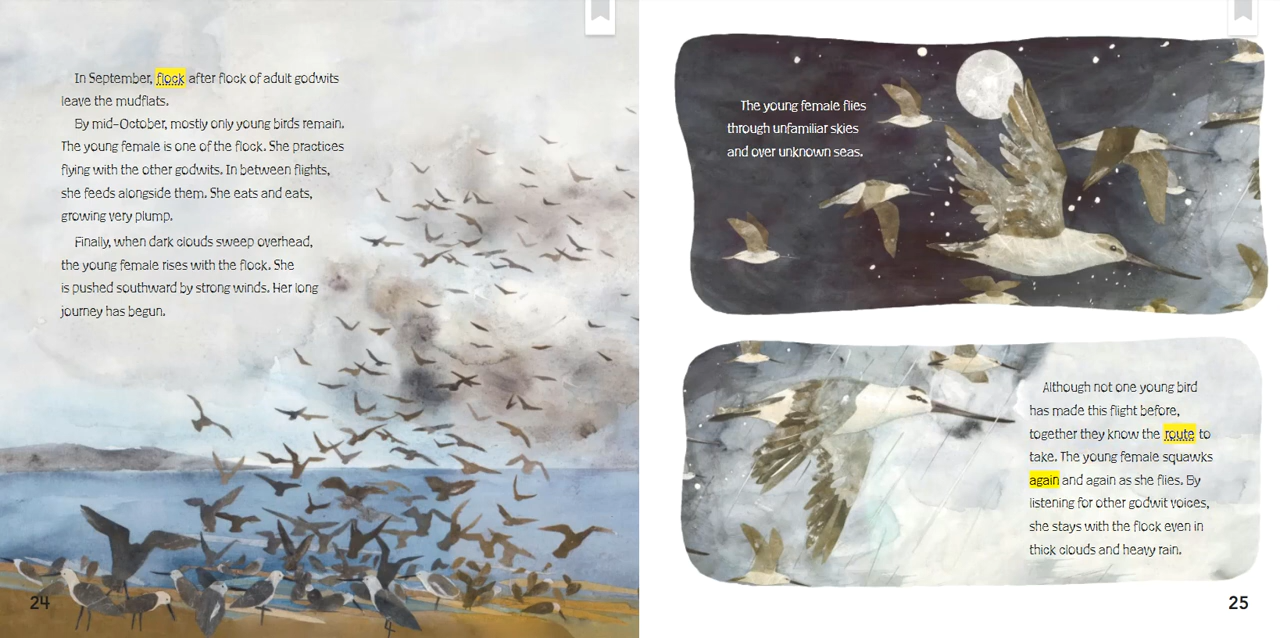 In September, flock after flock of adult godwits
leave the mudflats.
By mid-October, mostly only young birds remain.
The young female is one of the flock. She practices
flying with the other godwits. In between flights,
she feeds alongside them. She eats and eats,
growing very plump.
Finally, when dark clouds sweep overhead,
the young female rises with the flock. She
is pushed southward by strong winds. Her long
journey has begun.
24
The young female flies
through unfamiliar skies
and over unknown seas.
Although not one young bird
has made this flight before,
together they know the route to
take. The young female squawks
again and again as she flies. By
listening for other godwit voices,
she stays with the flock even in
thick clouds and heavy rain.
25